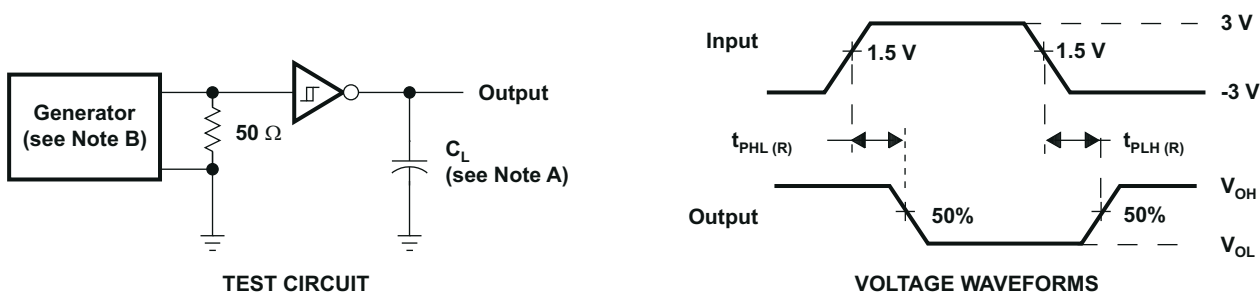 Generator
(see Note B)
50 Ω
Output
C_L
(see Note A)
TEST CIRCUIT
Input
1.5 V
1.5 V
3 V
-3 V
t_PHL (R)
t_PLH (R)
Output
50%
50%
V_OH
V_OL
VOLTAGE WAVEFORMS